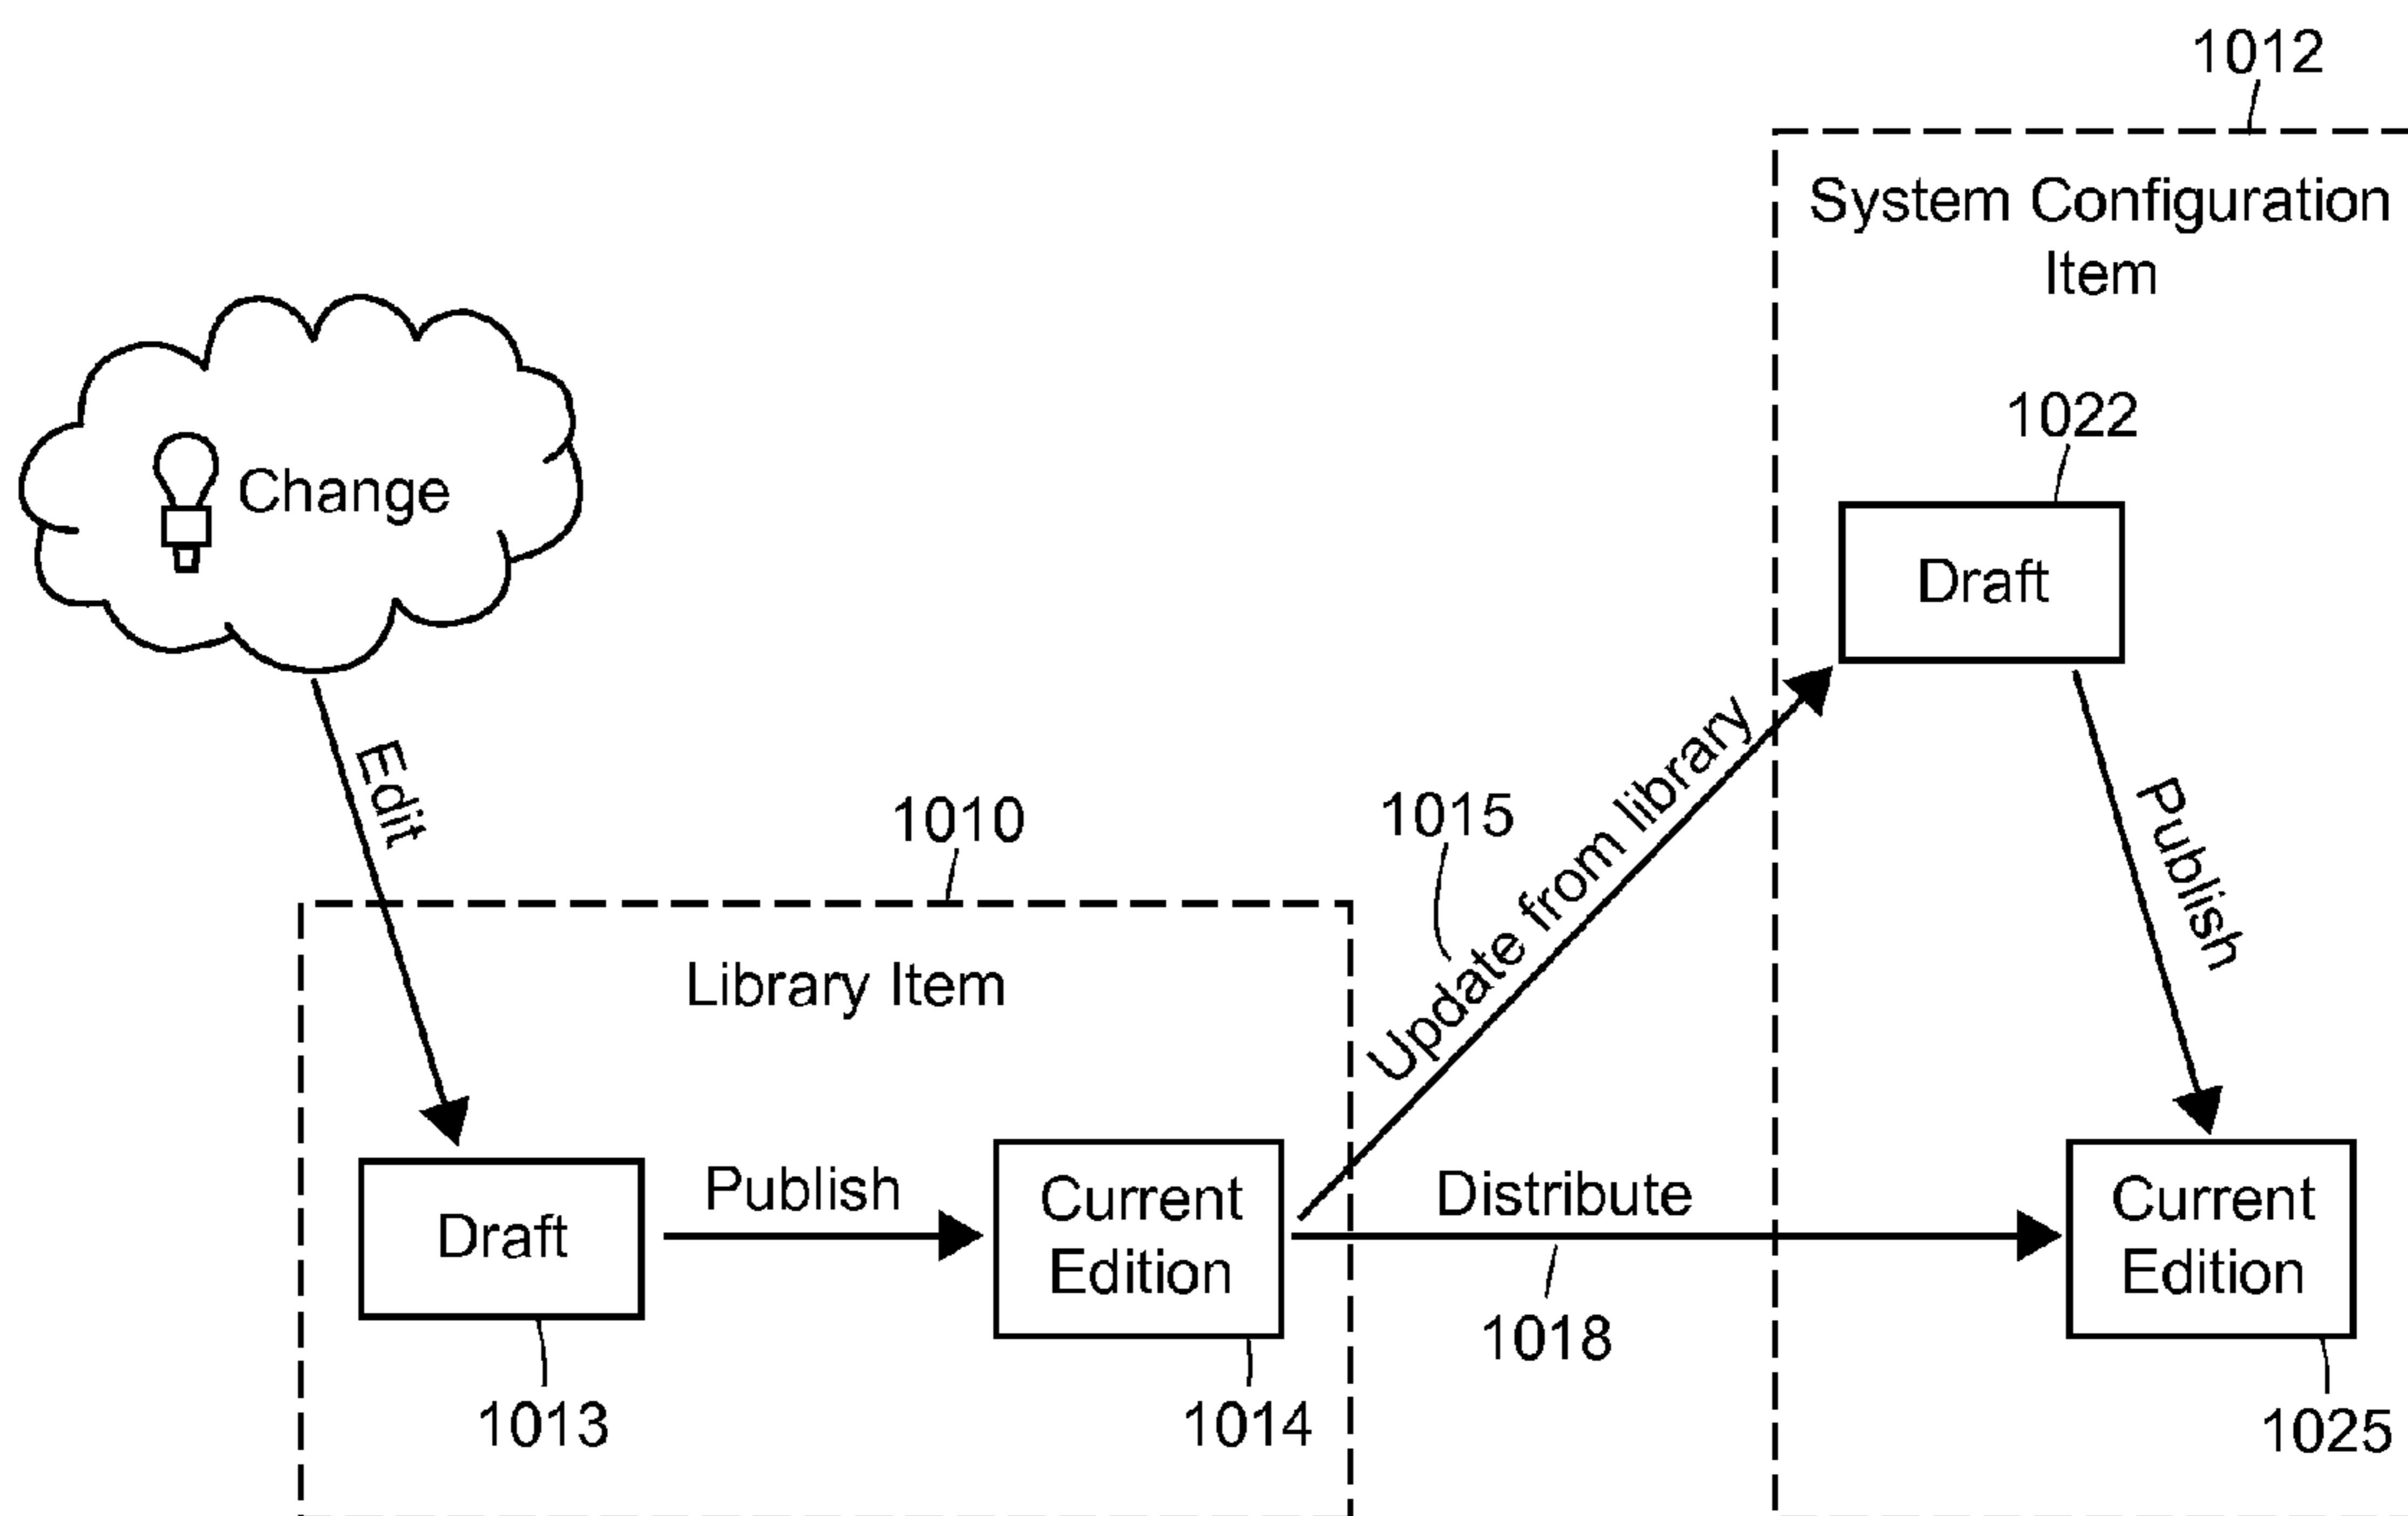 1012
System Configuration
Item
1022
Change
Draft
Edit
1010
1015
Update from library
Publish
Library Item
Publish
Distribute
Current
Edition
Current
Edition
Draft
1018
1013
1014
1025